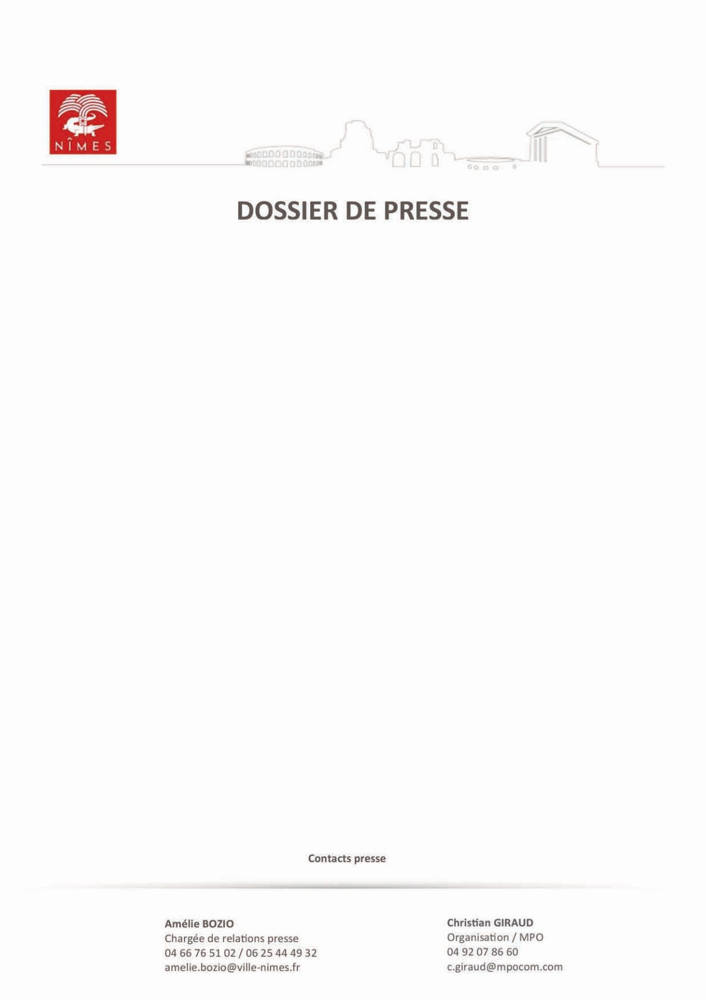 NÎMES
DOSSIER DE PRESSE
Contacts presse
Amélie BOZIO
Chargée de relations presse
04 66 76 51 02 / 06 25 44 49 32
amelie.bozio@ville-nimes.fr
Christian GIRAUD
Organisation / MPO
04 92 07 86 60
c.giraud@mpocom.com